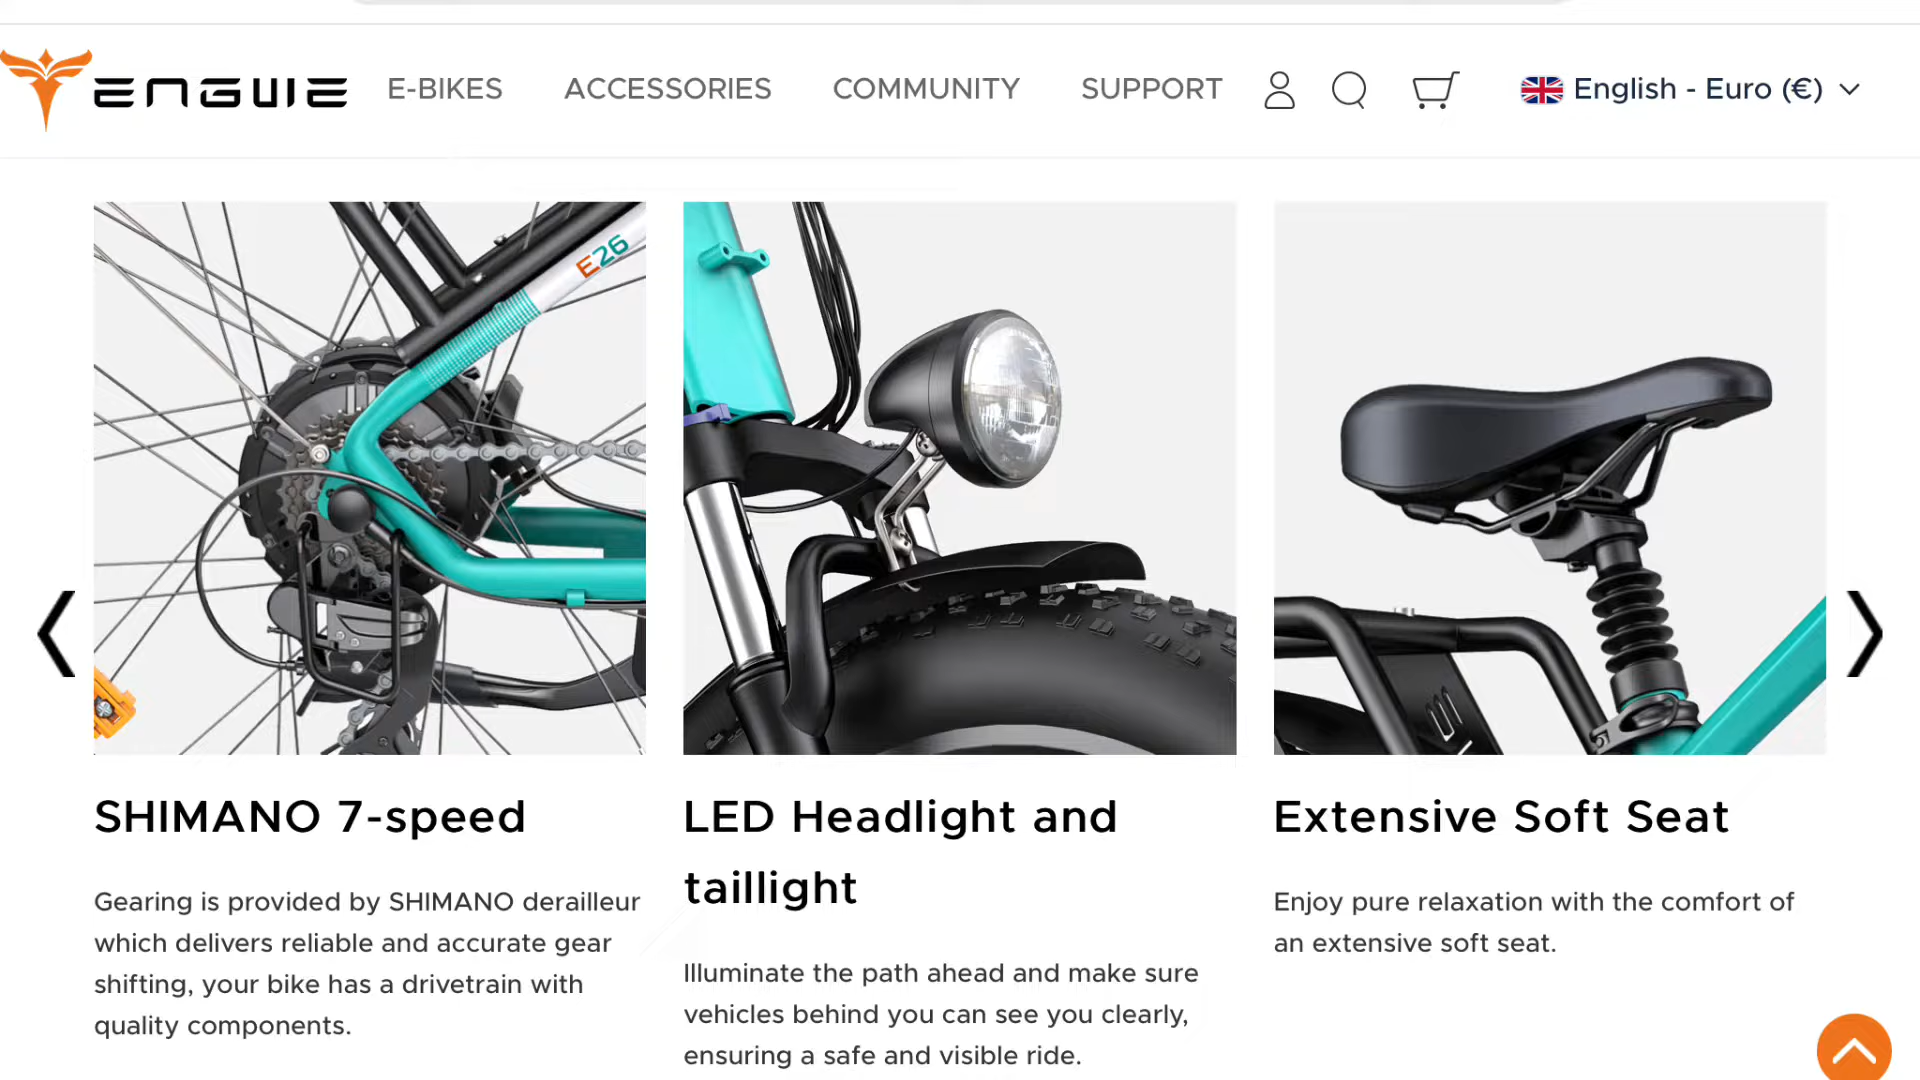 ENGWE
E-BIKES
ACCESSORIES
COMMUNITY
SUPPORT
English - Euro (€)
E26
SHIMANO 7-speed
Gearing is provided by SHIMANO derailleur
which delivers reliable and accurate gear
shifting, your bike has a drivetrain with
quality components.
LED Headlight and
taillight
Illuminate the path ahead and make sure
vehicles behind you can see you clearly,
ensuring a safe and visible ride.
Extensive Soft Seat
Enjoy pure relaxation with the comfort of
an extensive soft seat.